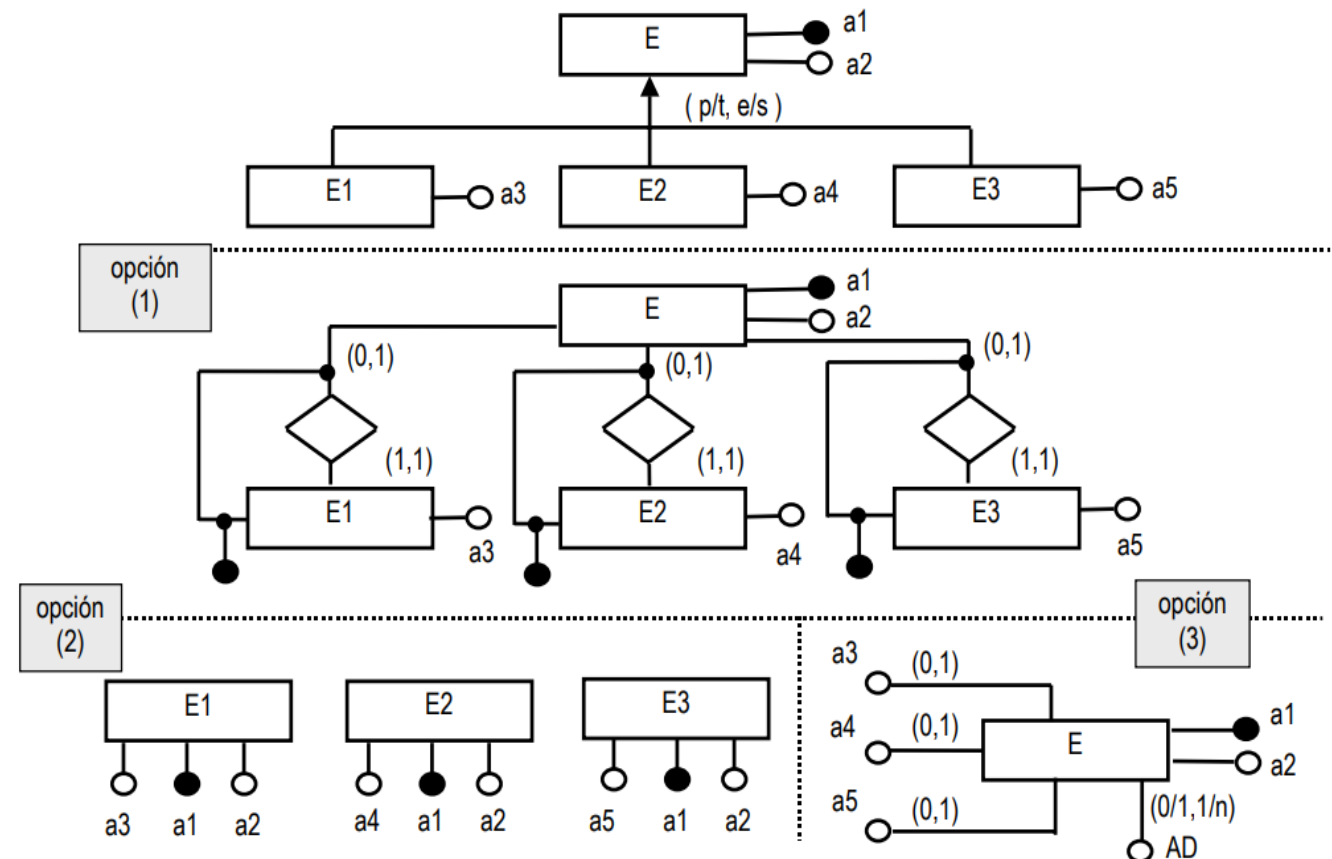 E
a1
a2
( p/t, e/s )
E1
a3
E2
a4
E3
a5
opción
(1)
E
a1
a2
(0,1)
(0,1)
(0,1)
(1,1)
(1,1)
(1,1)
E1
a3
E2
a4
E3
a5
opción
(2)
opción
(3)
E1
a3
a1
a2
E2
a4
a1
a2
E3
a5
a1
a2
a3
(0,1)
a4
(0,1)
a5
(0,1)
E
a1
a2
(0/1,1/n)
AD